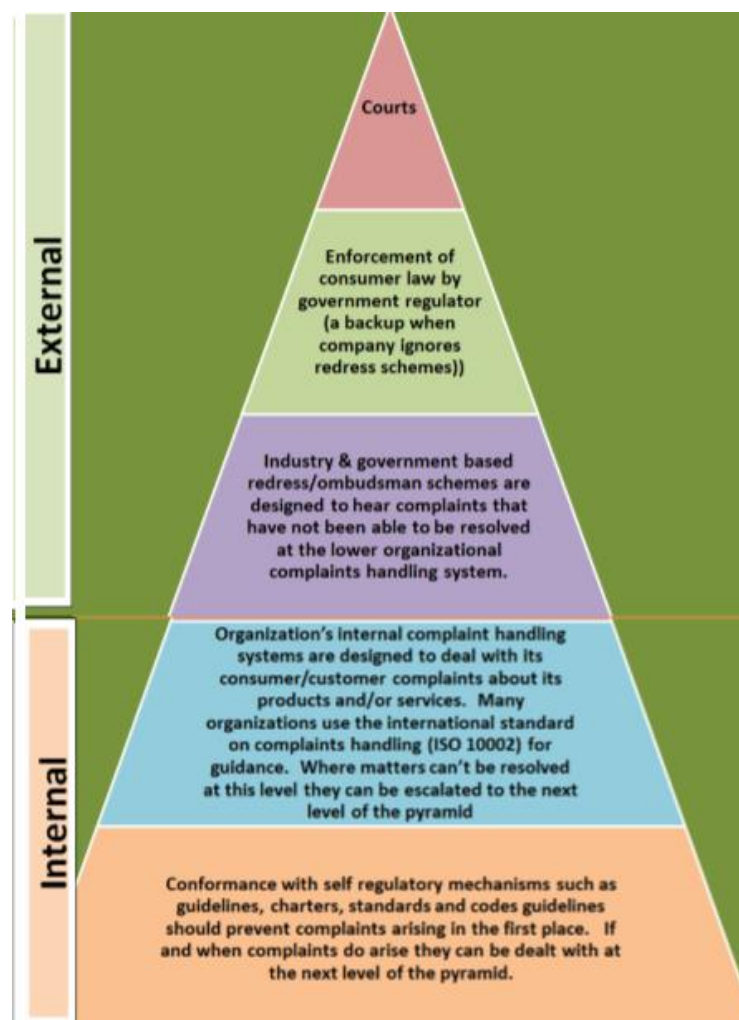 Courts
Enforcement of
consumer law by
government regulator
(a backup when
company ignores
redress schemes))
External
Industry & government based
redress/ombudsman schemes are
designed to hear complaints that
have not been able to be resolved
at the lower organizational
complaints handling system.
Organization's internal complaint handling
systems are designed to deal with its
consumer/customer complaints about its
products and/or services.  Many
organizations use the international standard
on complaints handling (ISO 10002) for
guidance.  Where matters can't be resolved
at this level they can be escalated to the next
level of the pyramid
Internal
Conformance with self regulatory mechanisms such as
guidelines, charters, standards and codes guidelines
should prevent complaints arising in the first place.  If
and when complaints do arise they can be dealt with at
the next level of the pyramid.